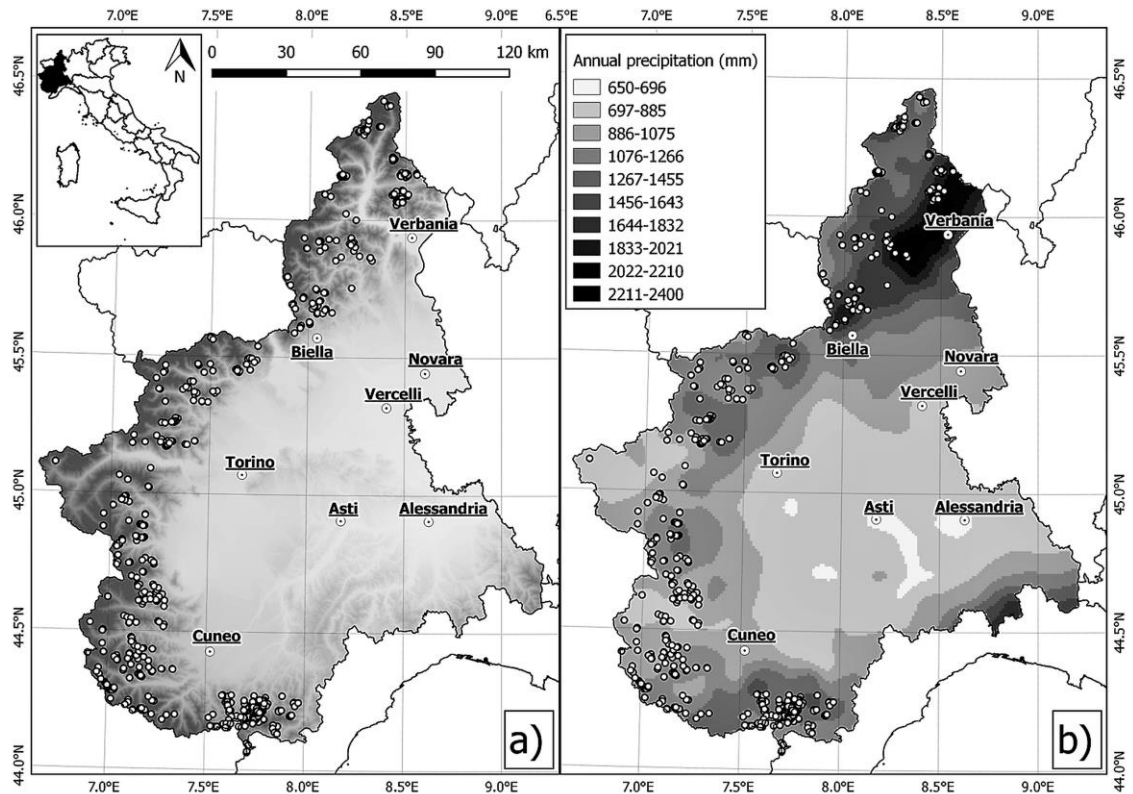 7.0°E 7.5°E 8.0°E 8.5°E 9.0°E 9.5°E 7.0°E 7.5°E 8.0°E 8.5°E 9.0°E
N
0 30 60 90 120 km
Annual precipitation (mm)
650-696
697-885
886-1075
1076-1266
1267-1455
1456-1643
1644-1832
1833-2021
2022-2210
2211-2400
46.5°N
46.0°N
45.5°N
45.0°N
44.5°N
44.0°N
Verbania
Biella
Novara
Vercelli
Torino
Asti
Alessandria
Cuneo
a)
Verbania
Biella
Novara
Vercelli
Torino
Asti
Alessandria
Cuneo
b)
46.5°N
46.0°N
45.5°N
45.0°N
44.5°N
44.0°N
7.0°E 7.5°E 8.0°E 8.5°E 9.0°E 7.0°E 7.5°E 8.0°E 8.5°E 9.0°E